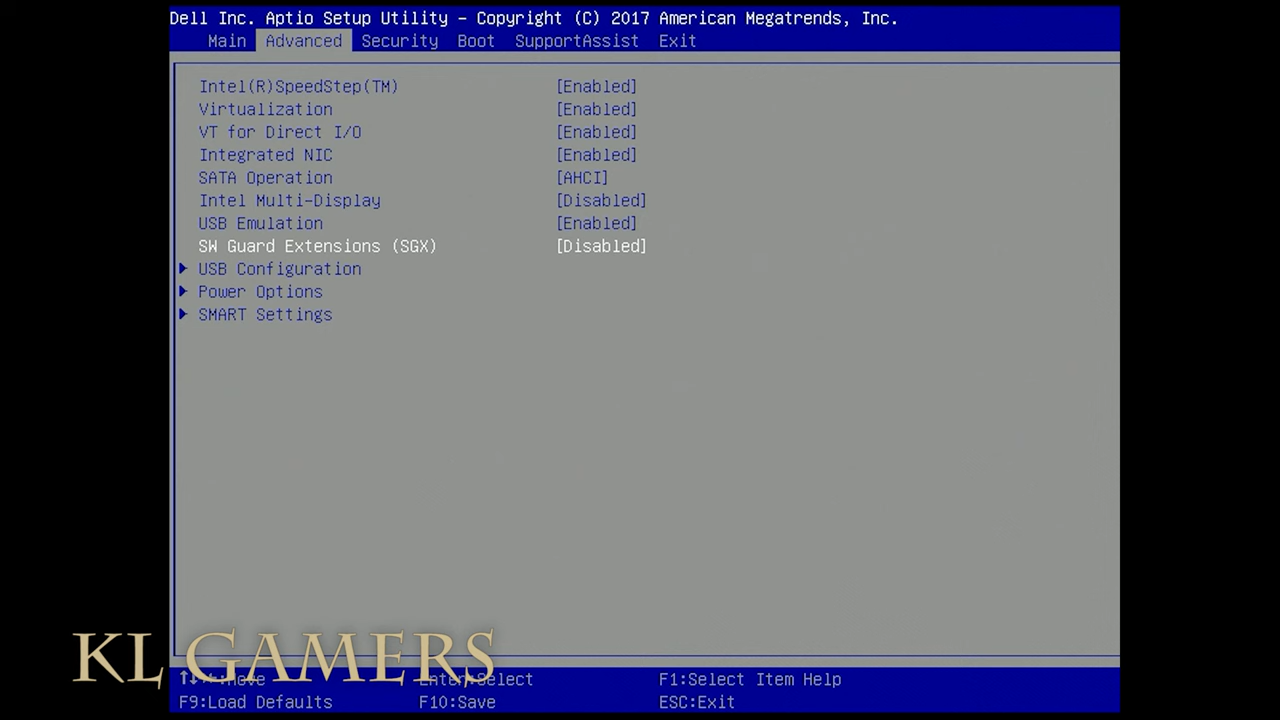 Dell Inc. Aptio Setup Utility - Copyright (C) 2017 American Megatrends, Inc.
Main Advanced Security Boot SupportAssist Exit
Intel(R)SpeedStep(TM) [Enabled]
Virtualization [Enabled]
VT for Direct I/O [Enabled]
Integrated NIC [Enabled]
SATA Operation [AHCI]
Intel Multi-Display [Disabled]
USB Emulation [Enabled]
SW Guard Extensions (SGX) [Disabled]
USB Configuration
Power Options
SMART Settings
KL GAMERS
Enter:Select F1:Select Item Help
F9:Load Defaults F10:Save ESC:Exit